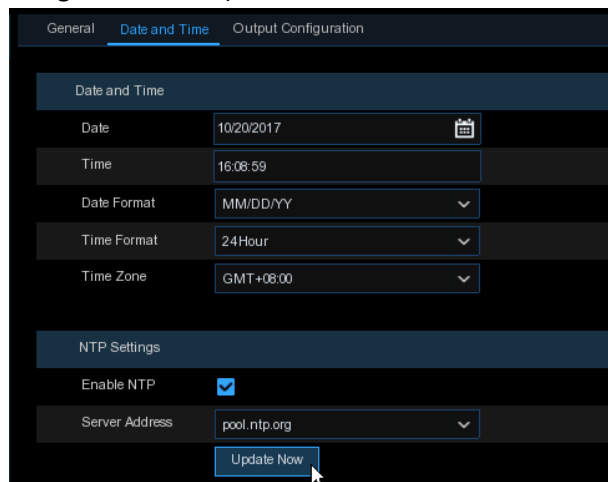 General Date and Time Output Configuration
Date and Time
Date 10/20/2017
Time 16:08:59
Date Format MM/DD/YY
Time Format 24Hour
Time Zone GMT+08:00
NTP Settings
Enable NTP
Server Address pool.ntp.org
Update Now